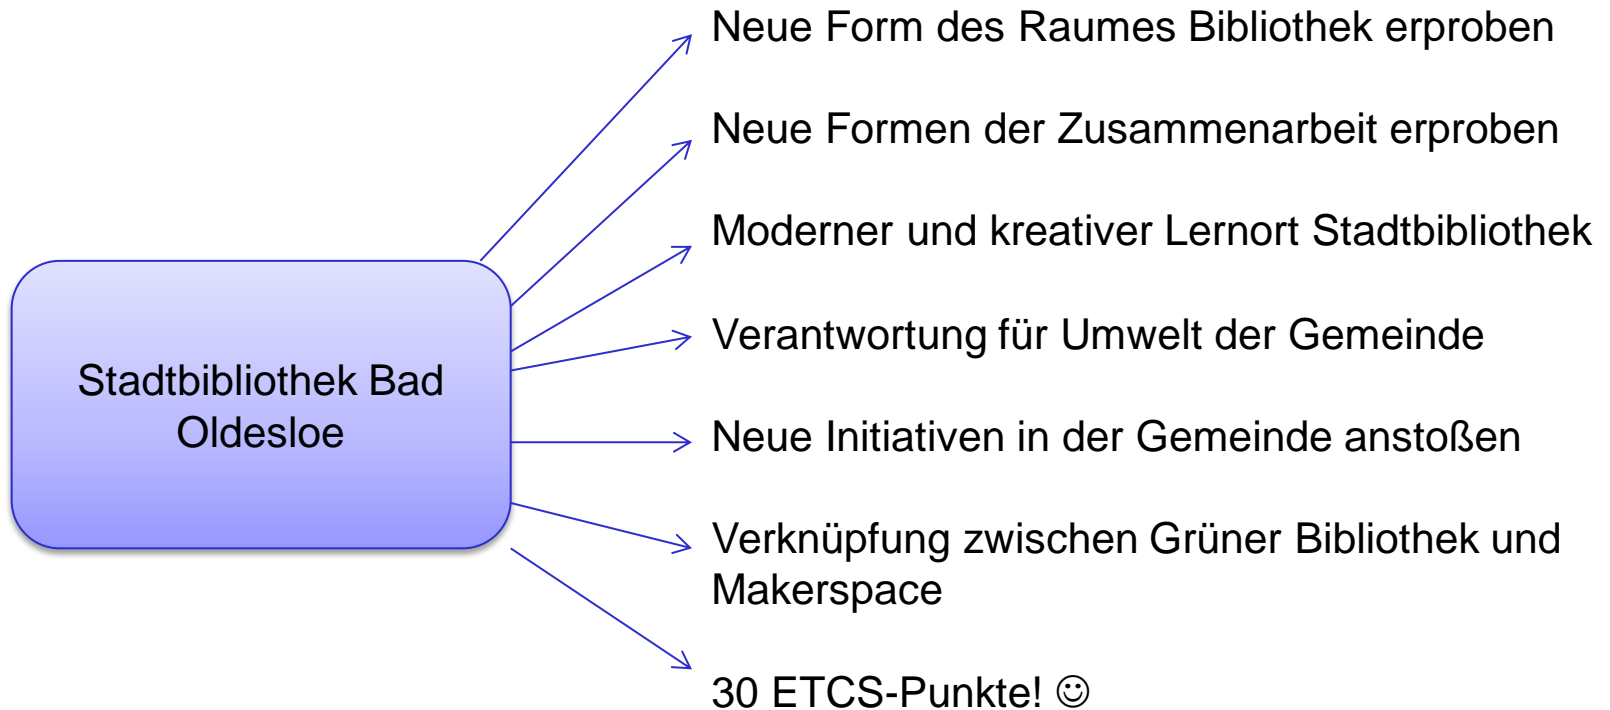 Neue Form des Raumes Bibliothek erproben
Neue Formen der Zusammenarbeit erproben
Moderner und kreativer Lernort Stadtbibliothek
Verantwortung für Umwelt der Gemeinde
Stadtbibliothek Bad
Oldesloe
Neue Initiativen in der Gemeinde anstoßen
Verknüpfung zwischen Grüner Bibliothek und
Makerspace
30 ETCS-Punkte! ☺